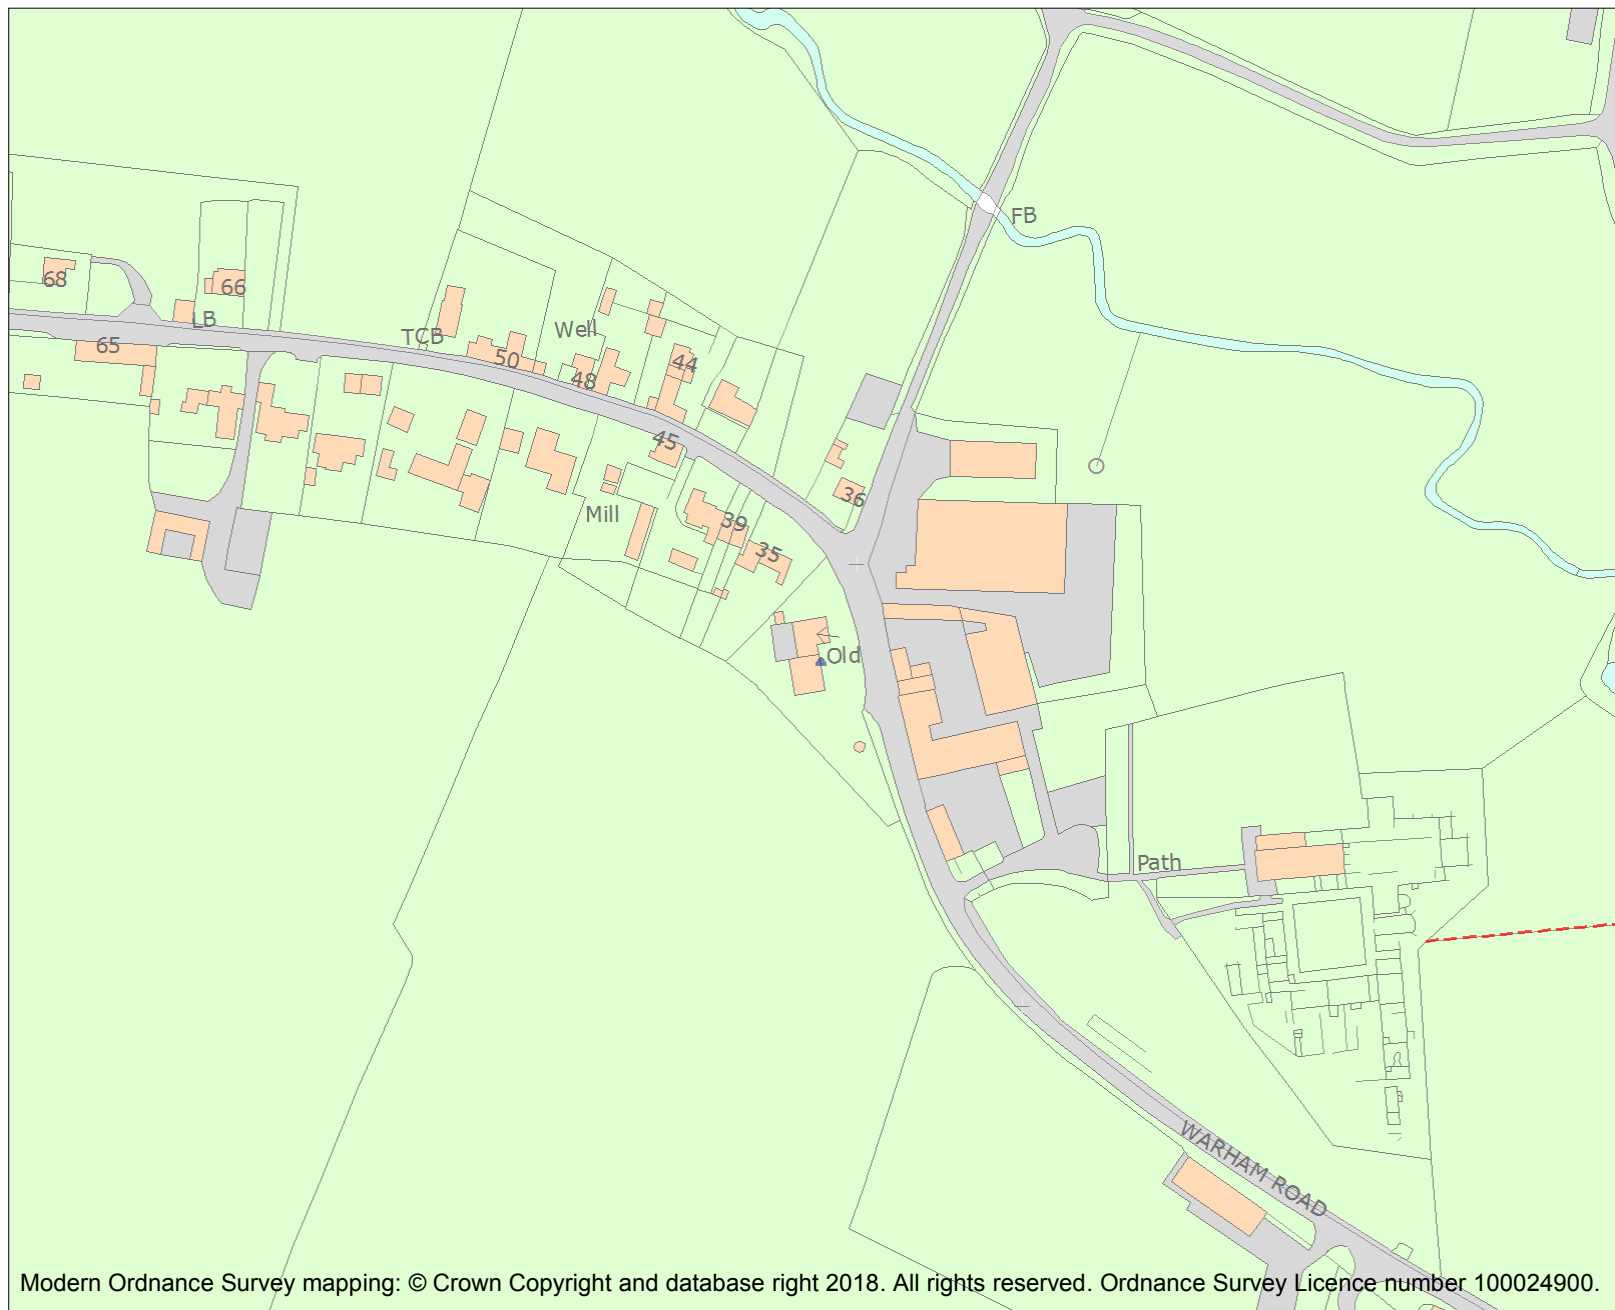 FB
68
66
LB
65
TCB
Well
50
48
44
45
36
Mill
39
35
Old
Path
WARHAM ROAD
Modern Ordnance Survey mapping: © Crown Copyright and database right 2018. All rights reserved. Ordnance Survey Licence number 100024900.